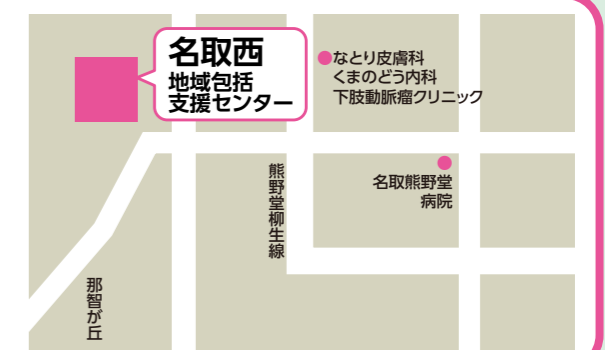 名取西
地域包括
支援センター
なとり皮膚科
くまのどう内科
下肢動脈瘤クリニック
名取熊野堂
病院
熊野堂柳生線
那智が丘